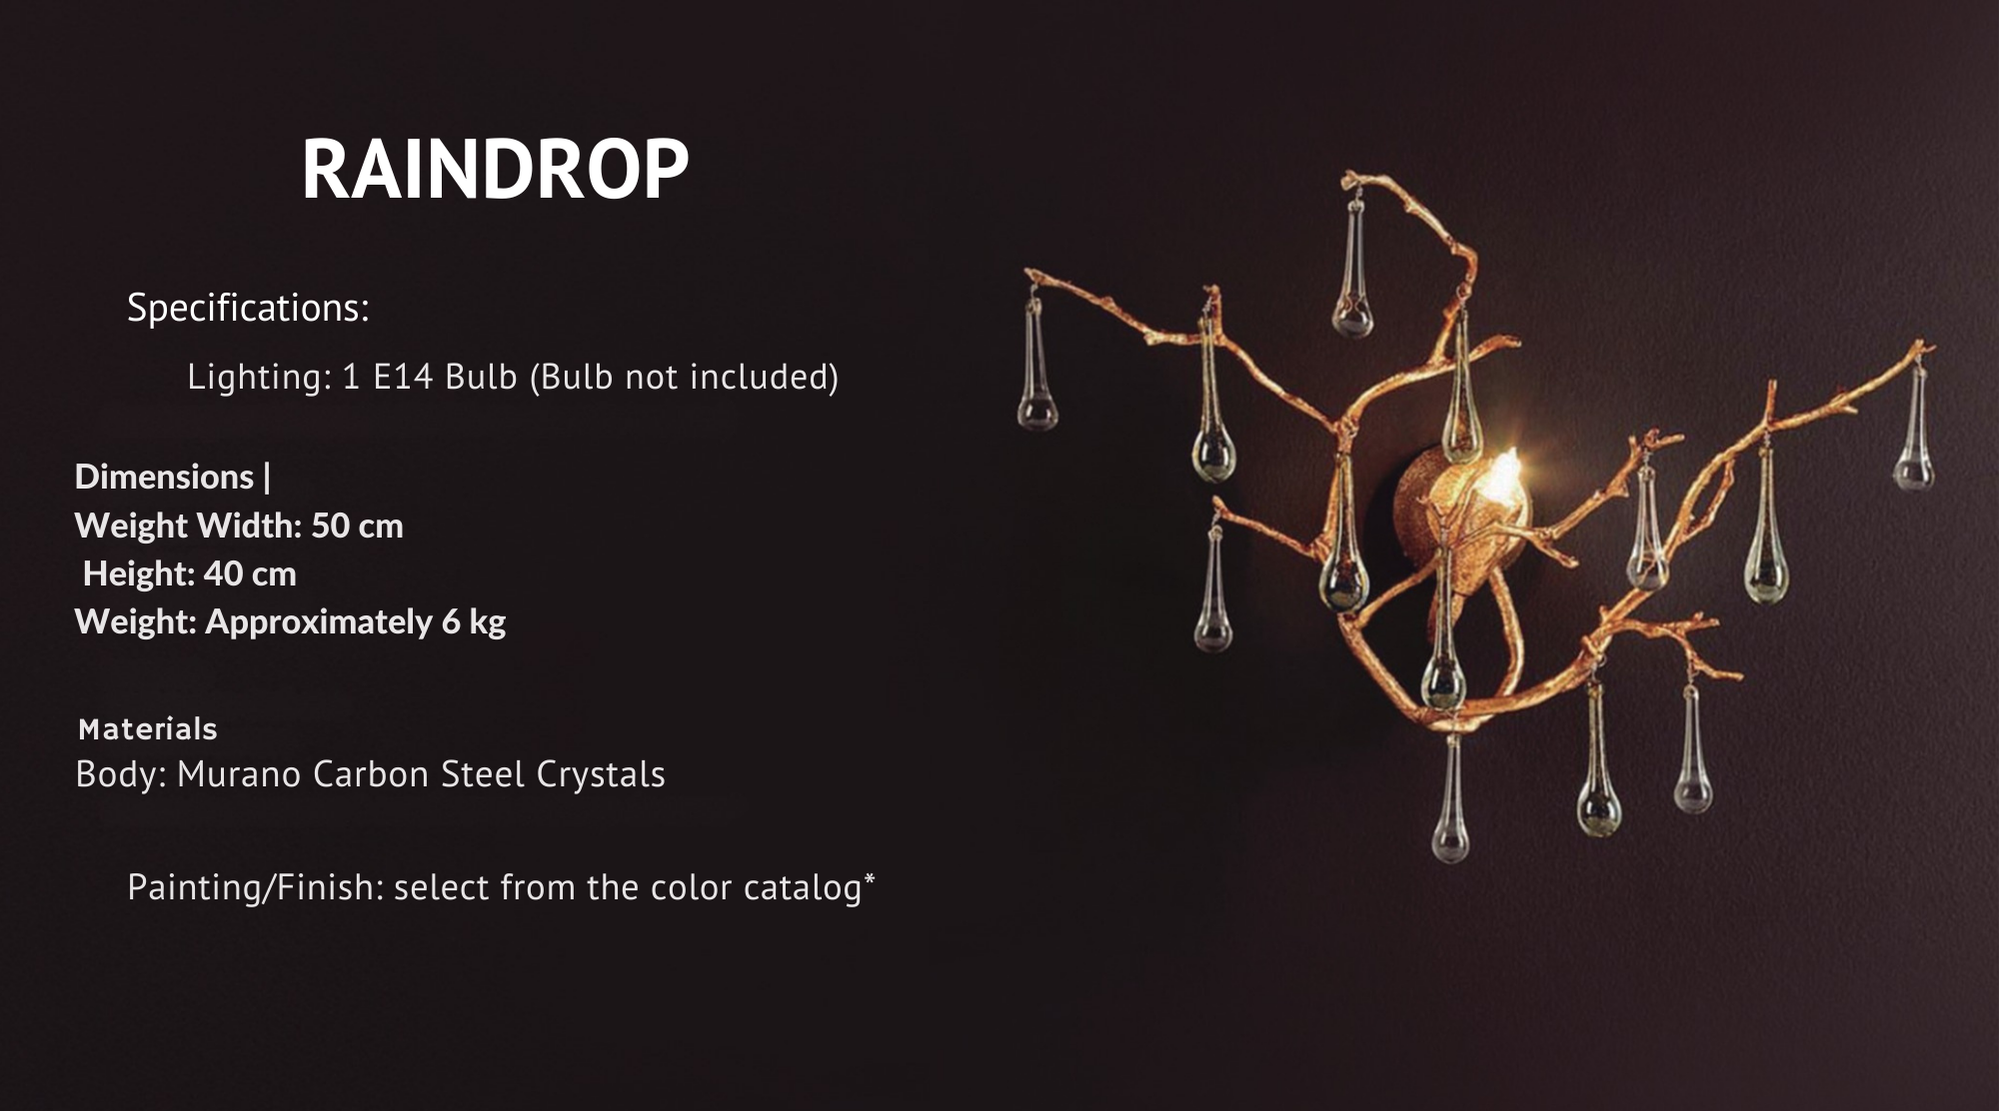 RAINDROP
Specifications:
Lighting: 1 E14 Bulb (Bulb not included)
Dimensions |
Weight Width: 50 cm
Height: 40 cm
Weight: Approximately 6 kg
Materials
Body: Murano Carbon Steel Crystals
Painting/Finish: select from the color catalog*